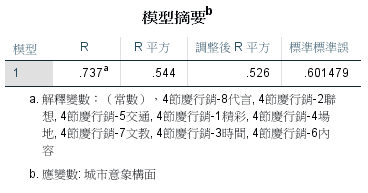 模型摘要b
模型 R R 平方 調整後 R 平方 標準標準誤
1 .737a .544 .526 .601479
a. 解釋變數：（常數），4節慶行銷-8代言, 4節慶行銷-2聯
想, 4節慶行銷-5交通, 4節慶行銷-1精彩, 4節慶行銷-4場
地, 4節慶行銷-7文教, 4節慶行銷-3時間, 4節慶行銷-6內
容
b. 應變數: 城市意象構面